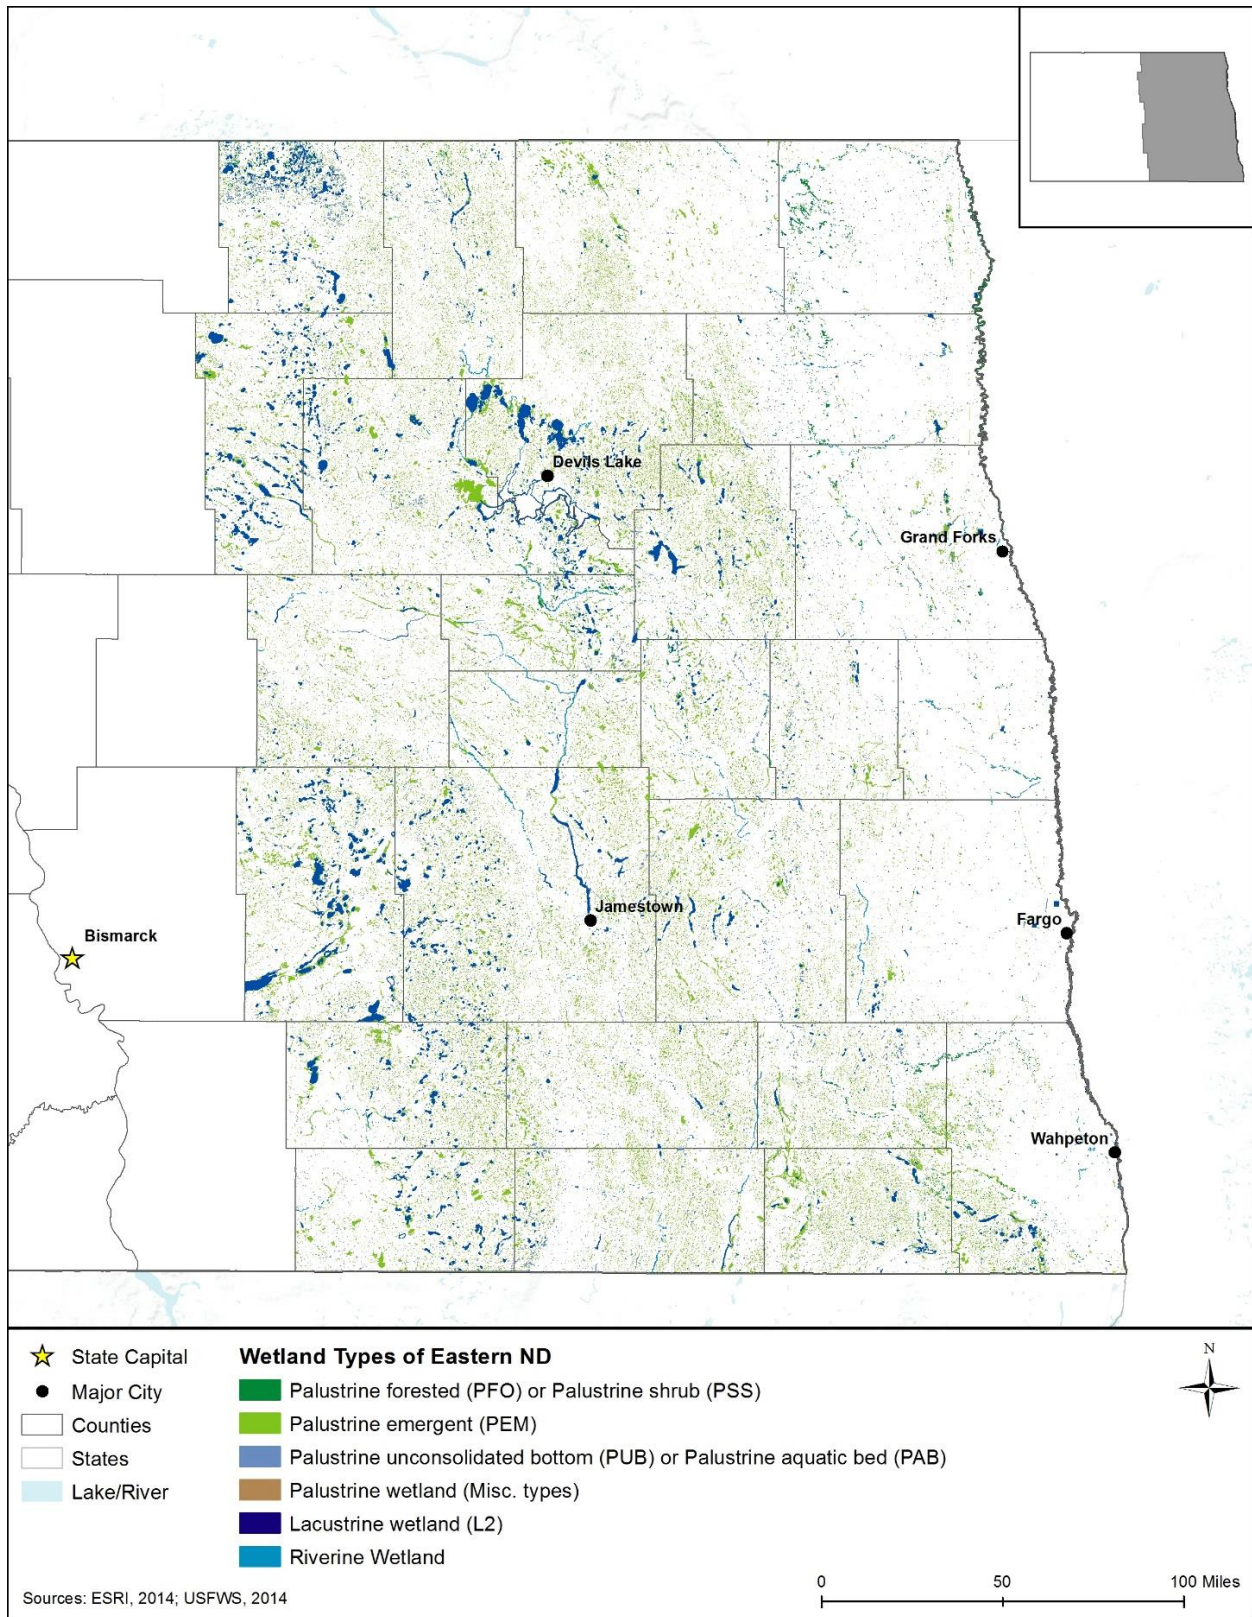 Devils Lake
Grand Forks
Jamestown
Fargo
Bismarck
Wahpeton
State Capital
Major City
Counties
States
Lake/River
Wetland Types of Eastern ND
Palustrine forested (PFO) or Palustrine shrub (PSS)
Palustrine emergent (PEM)
Palustrine unconsolidated bottom (PUB) or Palustrine aquatic bed (PAB)
Palustrine wetland (Misc. types)
Lacustrine wetland (L2)
Riverine Wetland
N
0 50 100 Miles
Sources: ESRI, 2014; USFWS, 2014